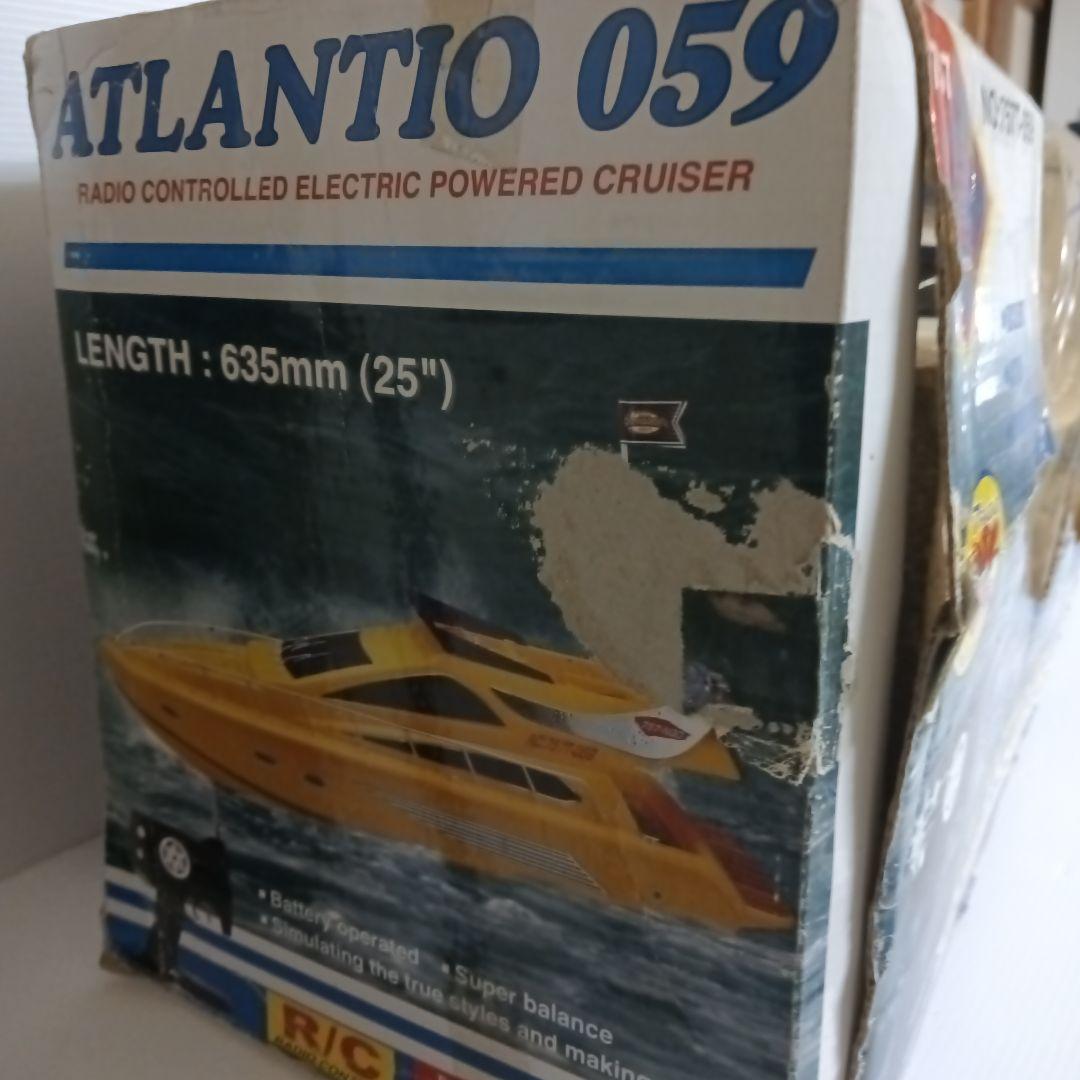 ATLANTIO 059
RADIO CONTROLLED ELECTRIC POWERED CRUISER
LENGTH : 635mm (25")
▪ Battery operated ▪ Super balance
▪ Simulating the true styles and making
R/C